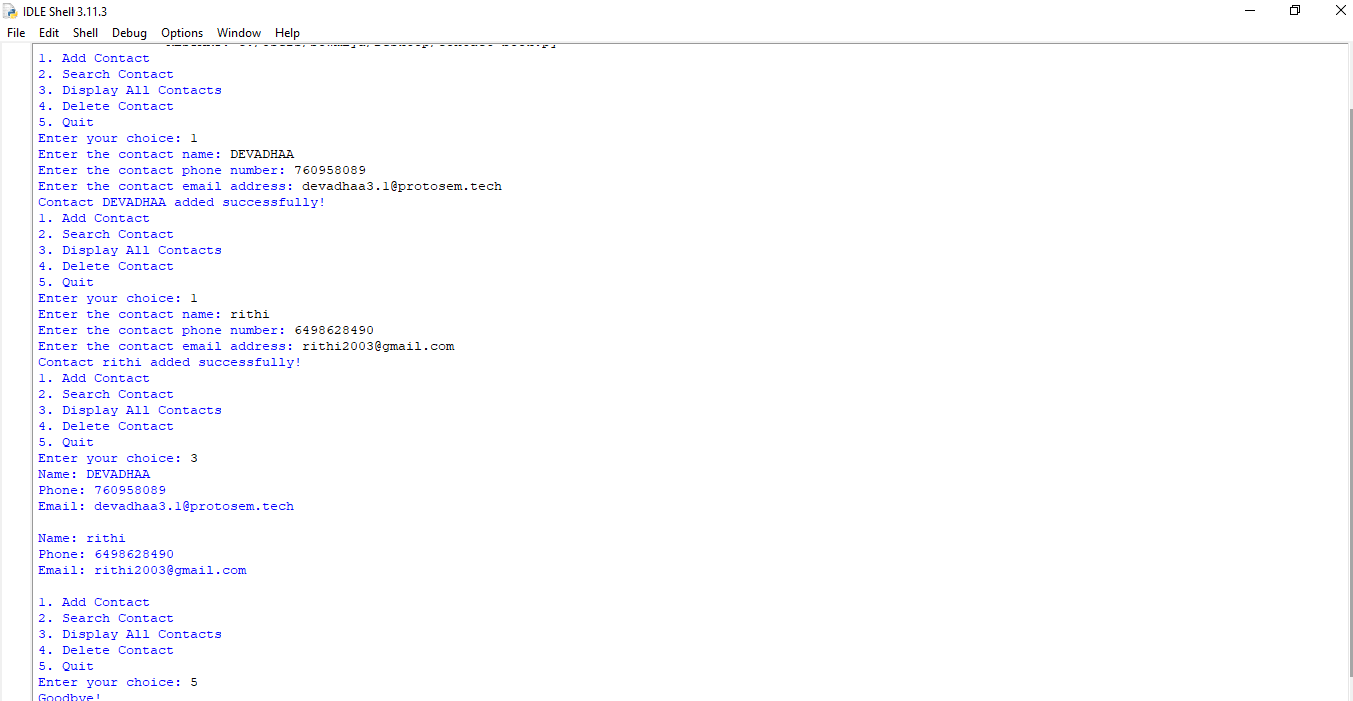 IDLE Shell 3.11.3
File Edit Shell Debug Options Window Help
1. Add Contact
2. Search Contact
3. Display All Contacts
4. Delete Contact
5. Quit
Enter your choice: 1
Enter the contact name: DEVADHAA
Enter the contact phone number: 760958089
Enter the contact email address: devadhaa3.1@protosem.tech
Contact DEVADHAA added successfully!
1. Add Contact
2. Search Contact
3. Display All Contacts
4. Delete Contact
5. Quit
Enter your choice: 1
Enter the contact name: rithi
Enter the contact phone number: 6498628490
Enter the contact email address: rithi2003@gmail.com
Contact rithi added successfully!
1. Add Contact
2. Search Contact
3. Display All Contacts
4. Delete Contact
5. Quit
Enter your choice: 3
Name: DEVADHAA
Phone: 760958089
Email: devadhaa3.1@protosem.tech
Name: rithi
Phone: 6498628490
Email: rithi2003@gmail.com
1. Add Contact
2. Search Contact
3. Display All Contacts
4. Delete Contact
5. Quit
Enter your choice: 5
Goodbye!